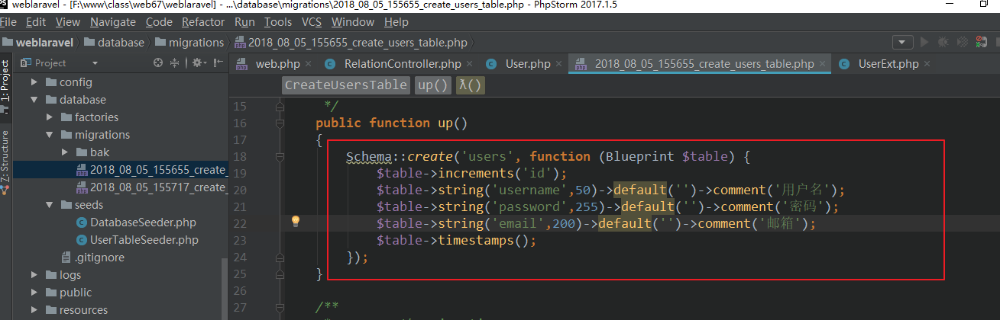 weblaravel - [F:\www\class\web67\weblaravel] - ...\database\migrations\2018_08_05_155655_create_users_table.php - PhpStorm 2017.1.5
File Edit View Navigate Code Refactor Run Tools VCS Window Help
weblaravel database migrations 2018_08_05_155655_create_users_table.php
1: Project
7: Structure
Project
web.php RelationController.php User.php 2018_08_05_155655_create_users_table.php UserExt.php
CreateUsersTable up() λ()
config
database
factories
migrations
bak
2018_08_05_155655_create_
2018_08_05_155717_create_
seeds
DatabaseSeeder.php
UserTableSeeder.php
.gitignore
logs
public
resources
15 */
16 public function up()
17 {
18 Schema::create('users', function (Blueprint $table) {
19 $table->increments('id');
20 $table->string('username',50)->default('')->comment('用户名');
21 $table->string('password',255)->default('')->comment('密码');
22 $table->string('email',200)->default('')->comment('邮箱');
23 $table->timestamps();
24 });
25 }
26
27 /**